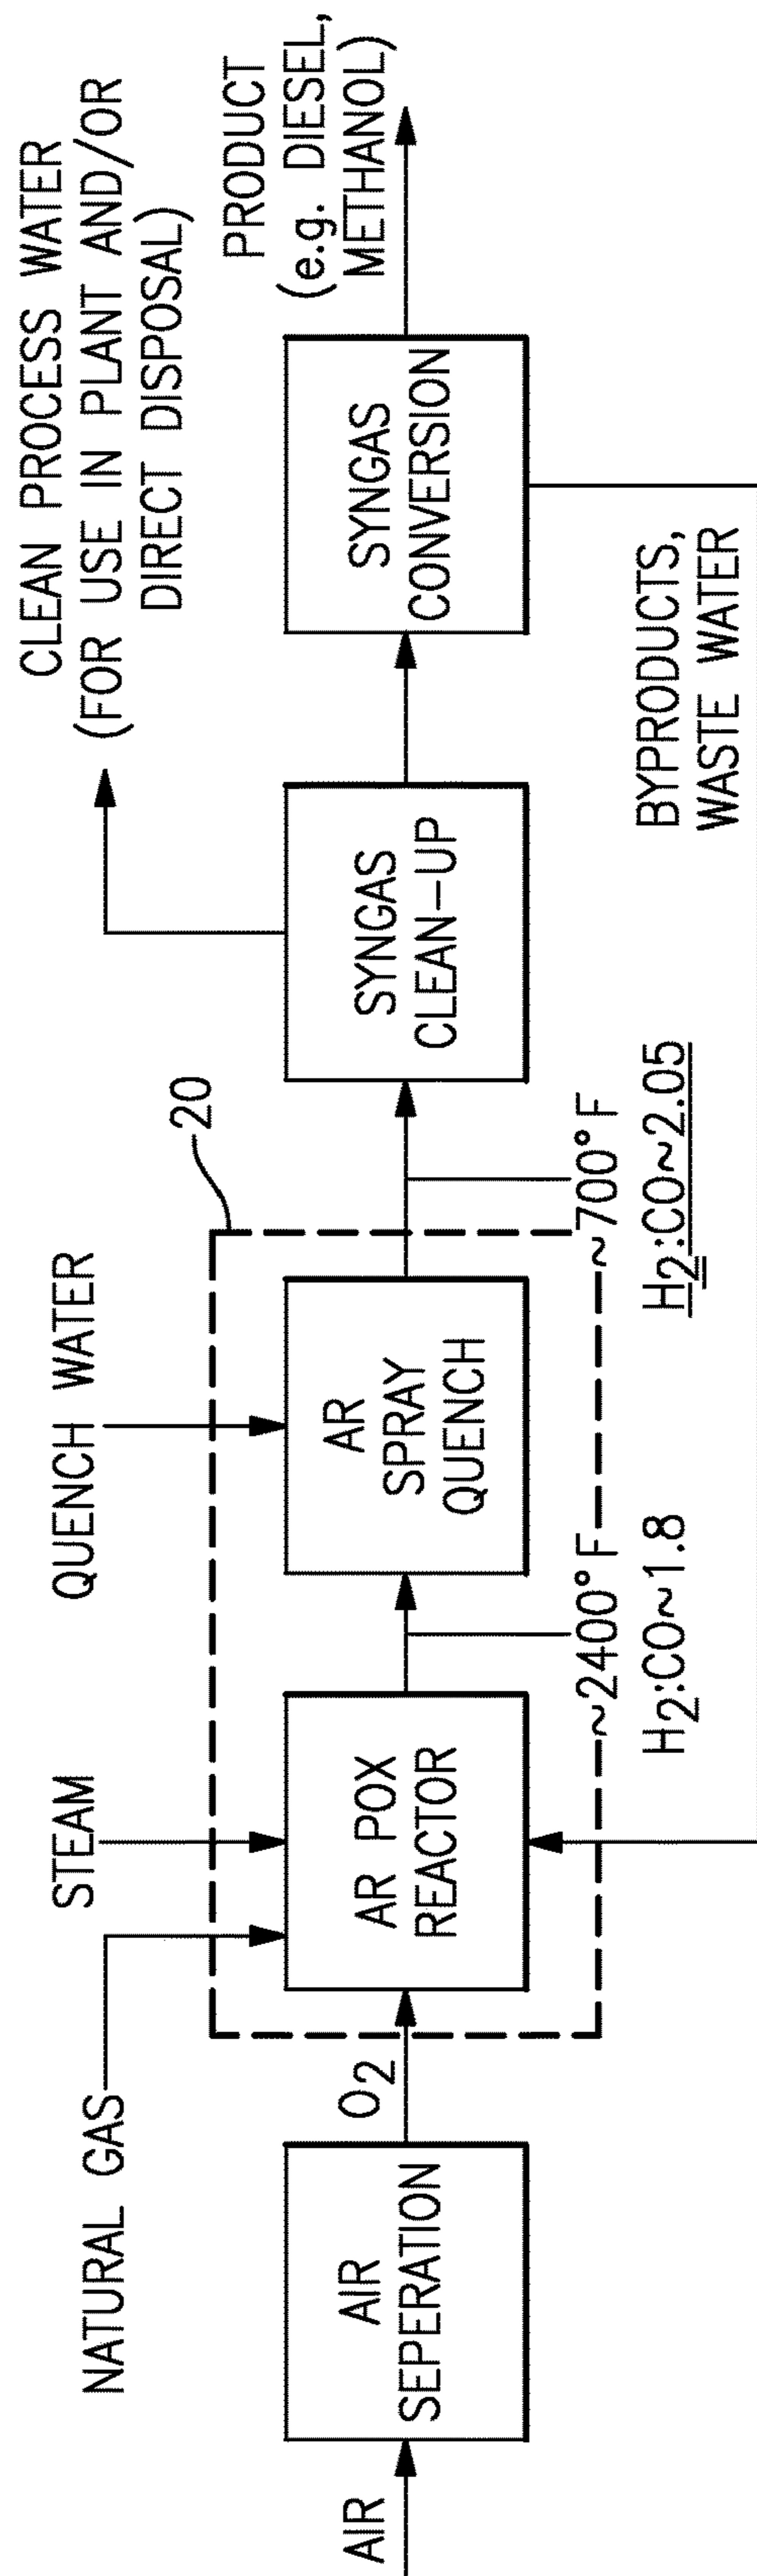 AIR
AIR
SEPERATION
O2
NATURAL GAS
STEAM
AR POX
REACTOR
~2400°F
H2:CO~1.8
QUENCH WATER
AR
SPRAY
QUENCH
20
~700°F
H2:CO~2.05
SYNGAS
CLEAN-UP
CLEAN PROCESS WATER
(FOR USE IN PLANT AND/OR
DIRECT DISPOSAL)
SYNGAS
CONVERSION
BYPRODUCTS,
WASTE WATER
PRODUCT
(e.g. DIESEL,
METHANOL)